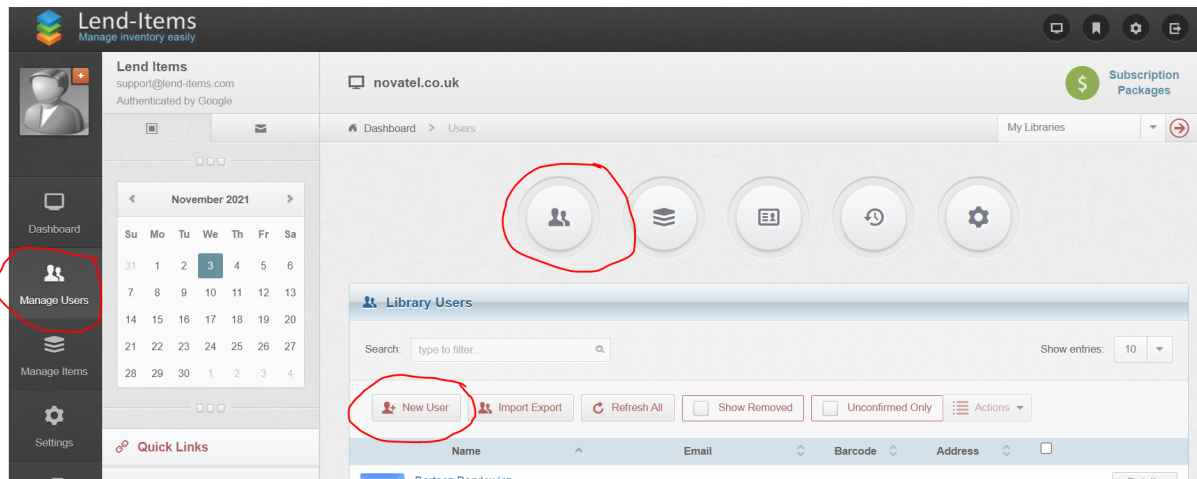 Lend-Items
Manage inventory easily
Lend Items
support@lend-items.com
Authenticated by Google
novatel.co.uk
Subscription
Packages
Dashboard > Users
My Libraries
Dashboard
Manage Users
Manage Items
Settings
November 2021
Su Mo Tu We Th Fr Sa
31 1 2 3 4 5 6
7 8 9 10 11 12 13
14 15 16 17 18 19 20
21 22 23 24 25 26 27
28 29 30 1 2 3 4
Quick Links
Library Users
Search: type to filter...
Show entries: 10
New User Import Export Refresh All Show Removed Unconfirmed Only Actions
Name Email Barcode Address